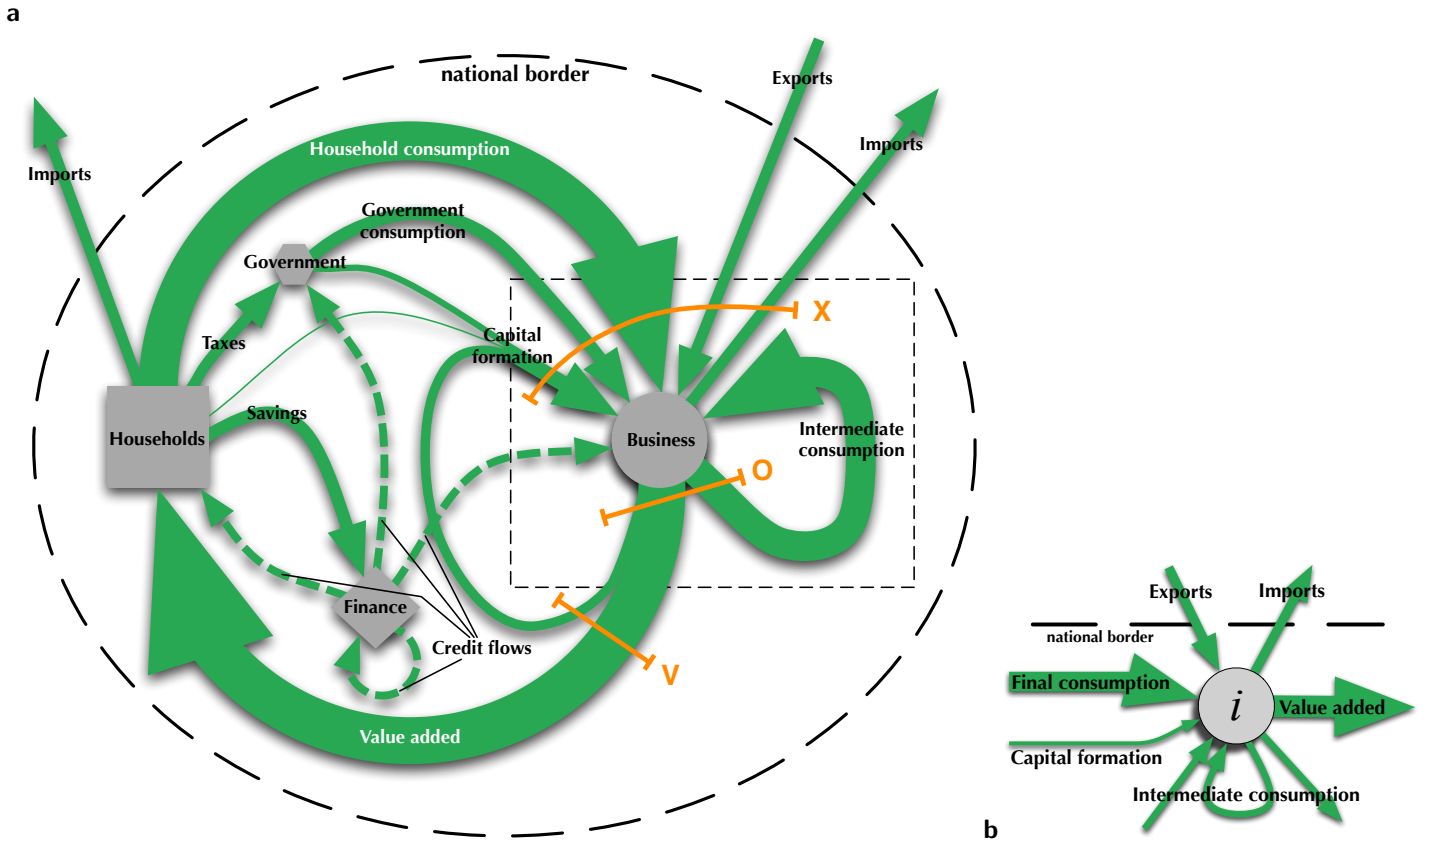 a
national border
Exports
Imports
Imports
Household consumption
Government
consumption
Government
Taxes
Capital
formation
X
Savings
Households
Business
Intermediate
consumption
O
Finance
Credit flows
V
Value added
Exports
Imports
national border
Final consumption
i
Value added
Capital formation
Intermediate consumption
b